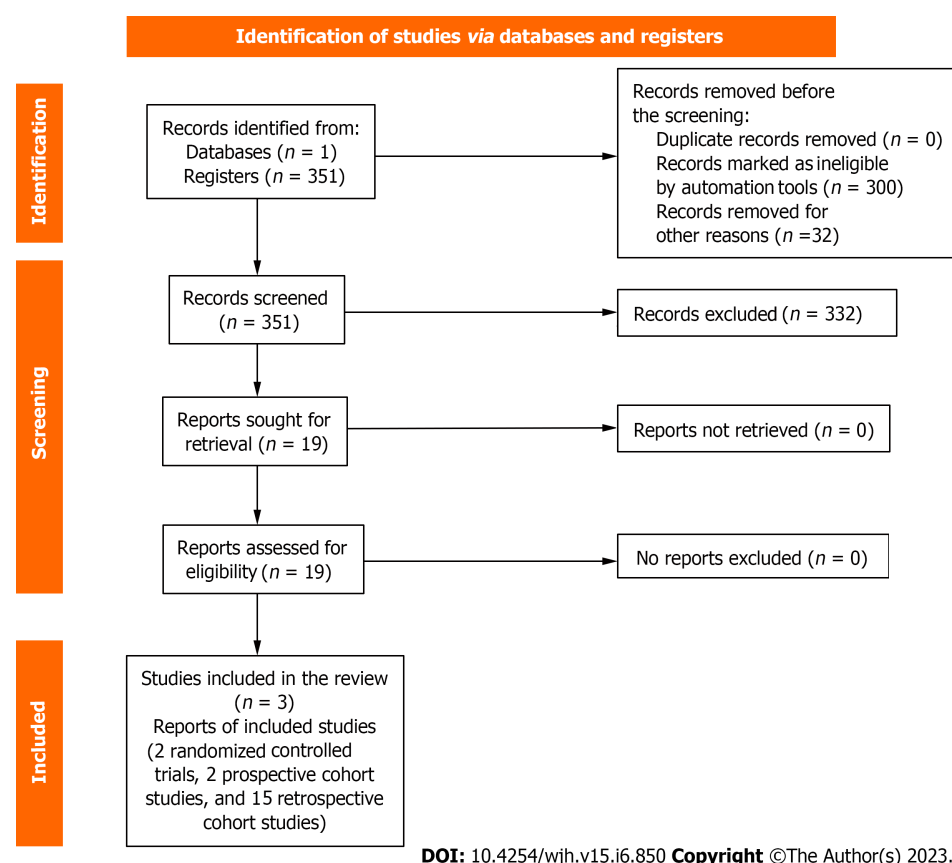 Identification of studies via databases and registers
Identification
Records identified from:
Databases (n = 1)
Registers (n = 351)
Records removed before
the screening:
Duplicate records removed (n = 0)
Records marked as ineligible
by automation tools (n = 300)
Records removed for
other reasons (n =32)
Screening
Records screened
(n = 351)
Records excluded (n = 332)
Reports sought for
retrieval (n = 19)
Reports not retrieved (n = 0)
Reports assessed for
eligibility (n = 19)
No reports excluded (n = 0)
Included
Studies included in the review
(n = 3)
Reports of included studies
(2 randomized controlled
trials, 2 prospective cohort
studies, and 15 retrospective
cohort studies)
DOI: 10.4254/wjh.v15.i6.850 Copyright ©The Author(s) 2023.